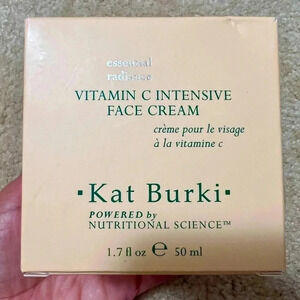 essential
radiance
VITAMIN C INTENSIVE
FACE CREAM
crème pour le visage
à la vitamine c
·Kat Burki·
POWERED by
NUTRITIONAL SCIENCE™
1.7 fl oz ℮ 50 ml